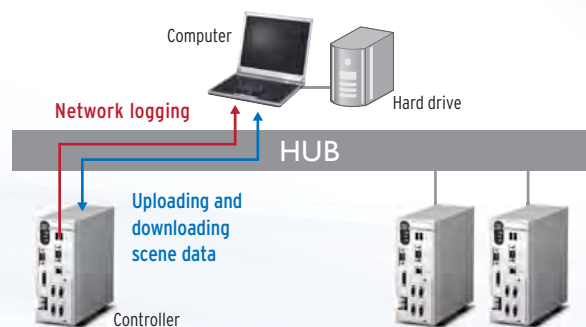 Computer
Hard drive
Network logging
HUB
Uploading and
downloading
scene data
Controller